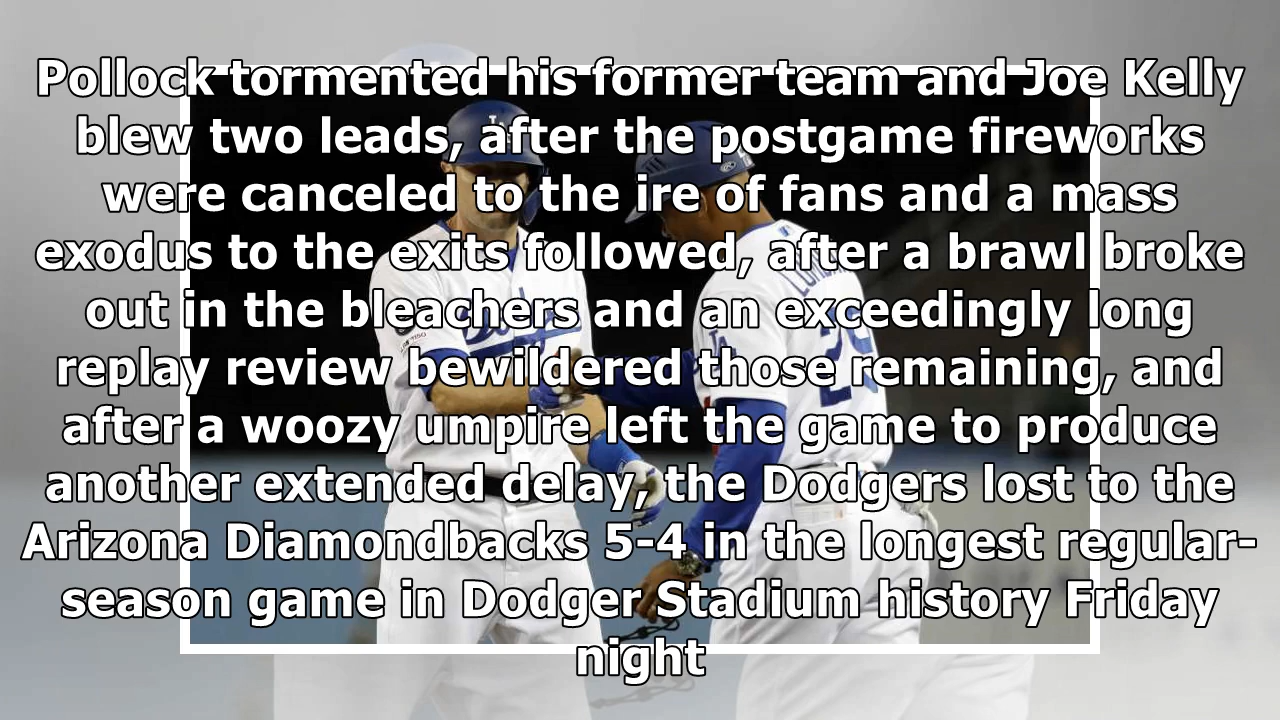 Pollock tormented his former team and Joe Kelly
blew two leads, after the postgame fireworks
were canceled to the ire of fans and a mass
exodus to the exits followed, after a brawl broke
out in the bleachers and an exceedingly long
replay review bewildered those remaining, and
after a woozy umpire left the game to produce
another extended delay, the Dodgers lost to the
Arizona Diamondbacks 5-4 in the longest regular-
season game in Dodger Stadium history Friday
night